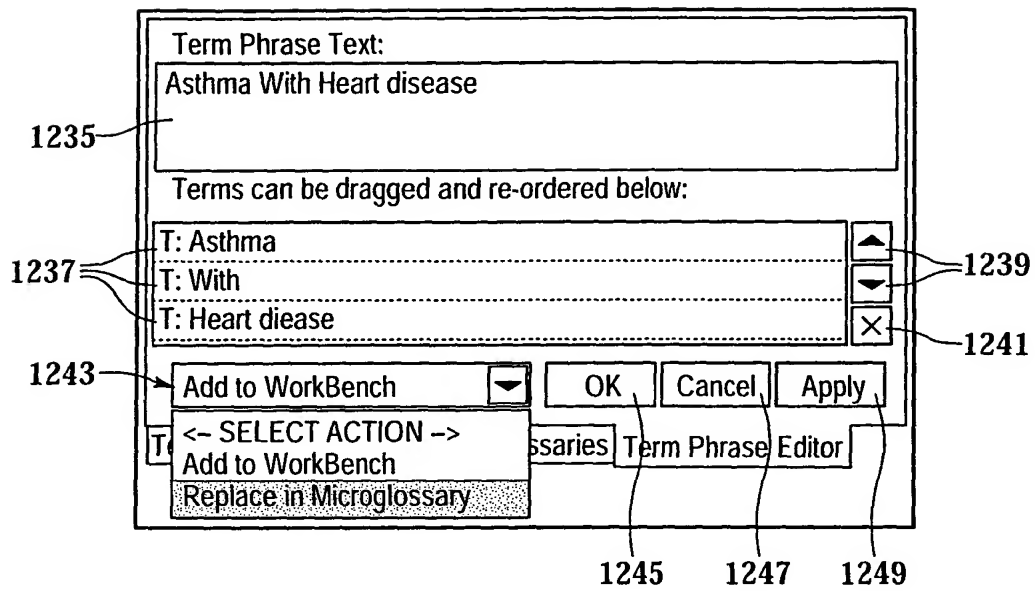 Term Phrase Text:
Asthma With Heart disease
1235
Terms can be dragged and re-ordered below:
T: Asthma
1237
T: With
1239
T: Heart diease
1241
1243
Add to WorkBench
OK
Cancel
Apply
<– SELECT ACTION –>
Add to WorkBench
Replace in Microglossary
ssaries
Term Phrase Editor
1245
1247
1249